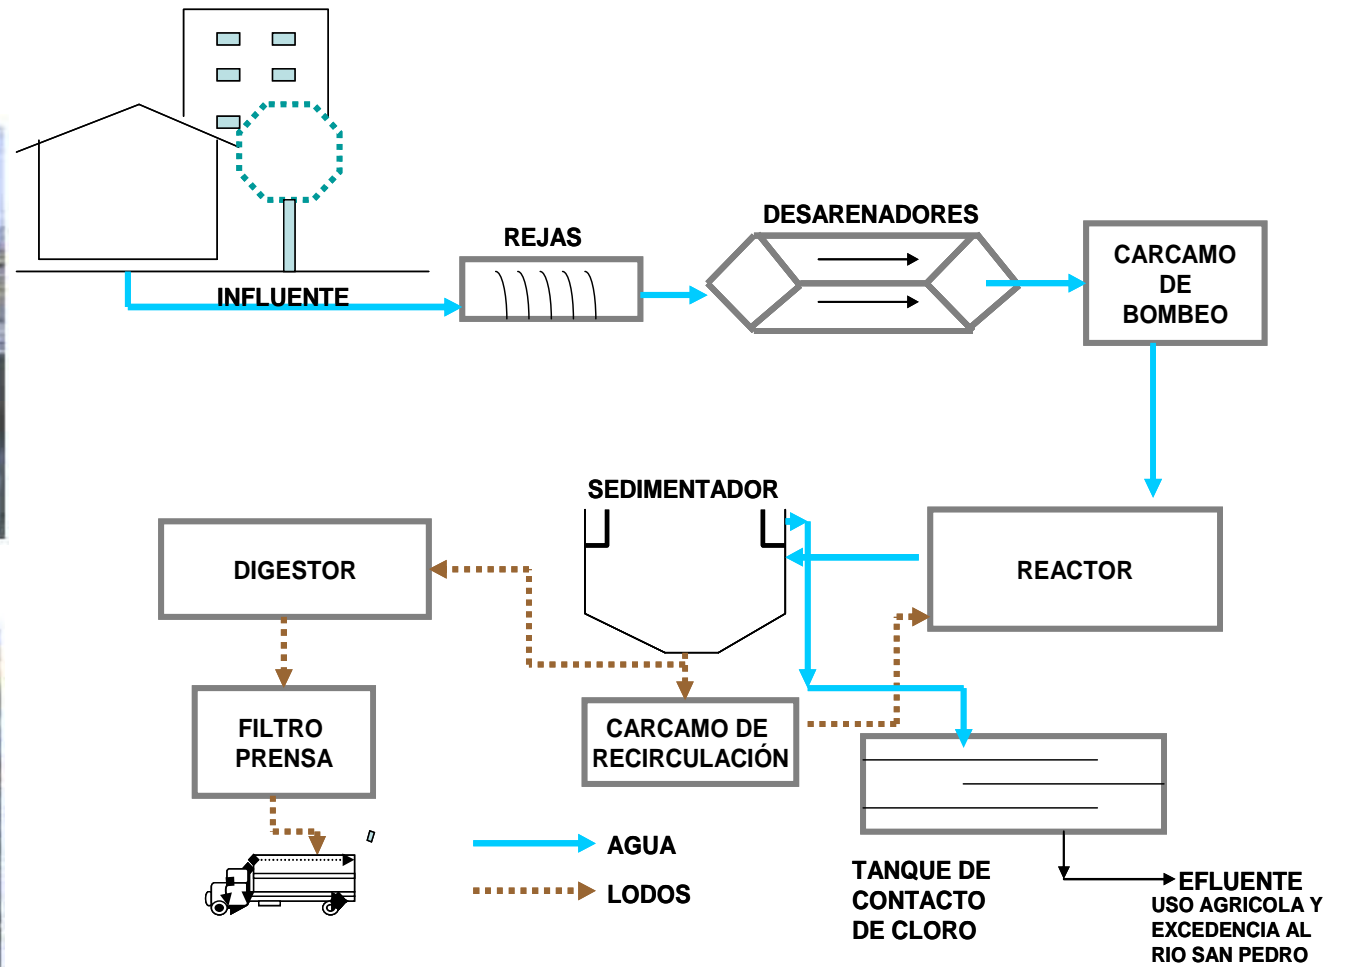 DESARENADORES
REJAS
CARCAMO
DE
BOMBEO
INFLUENTE
SEDIMENTADOR
DIGESTOR
REACTOR
FILTRO
PRENSA
CARCAMO DE
RECIRCULACIÓN
AGUA
LODOS
TANQUE DE
CONTACTO
DE CLORO
EFLUENTE
USO AGRICOLA Y
EXCEDENCIA AL
RIO SAN PEDRO